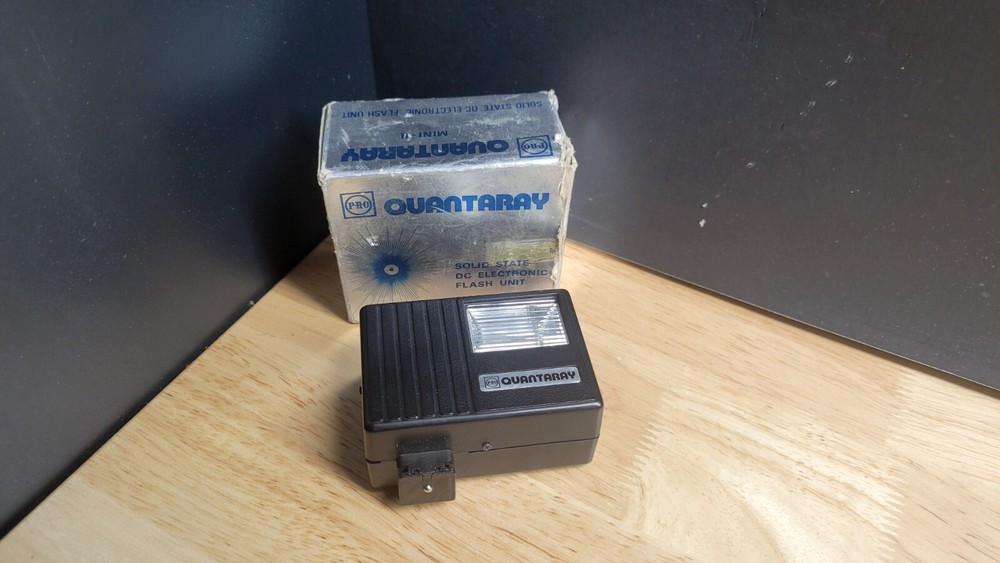 SOLID STATE DC ELECTRONIC FLASH UNIT
MINI-II
PRO QUANTARAY
PRO QUANTARAY
SOLID STATE
DC ELECTRONIC
FLASH UNIT
PRO QUANTARAY